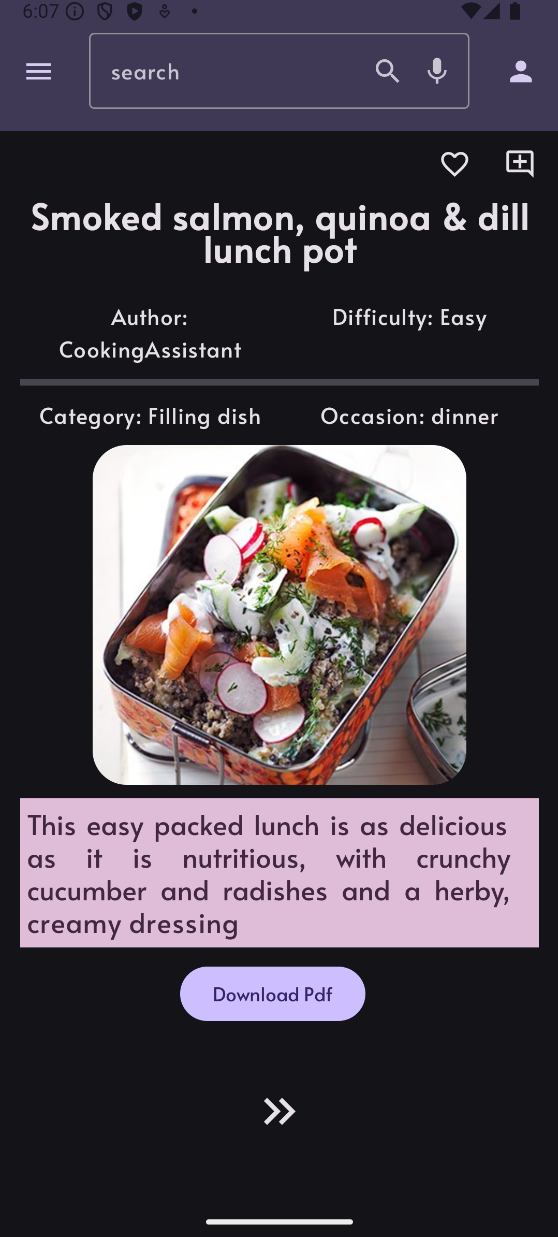 6:07
search
Smoked salmon, quinoa & dill
lunch pot
Author:
CookingAssistant
Difficulty: Easy
Category: Filling dish
Occasion: dinner
This easy packed lunch is as delicious
as it is nutritious, with crunchy
cucumber and radishes and a herby,
creamy dressing
Download Pdf